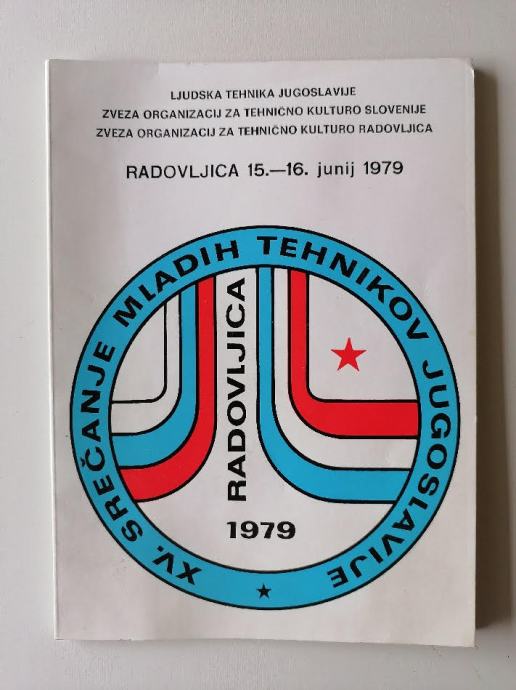 LJUDSKA TEHNIKA JUGOSLAVIJE
ZVEZA ORGANIZACIJ ZA TEHNIČNO KULTURO SLOVENIJE
ZVEZA ORGANIZACIJ ZA TEHNIČNO KULTURO RADOVLJICA
RADOVLJICA 15.—16. junij 1979
XV. SREČANJE MLADIH TEHNIKOV JUGOSLAVIJE
RADOVLJICA
1979